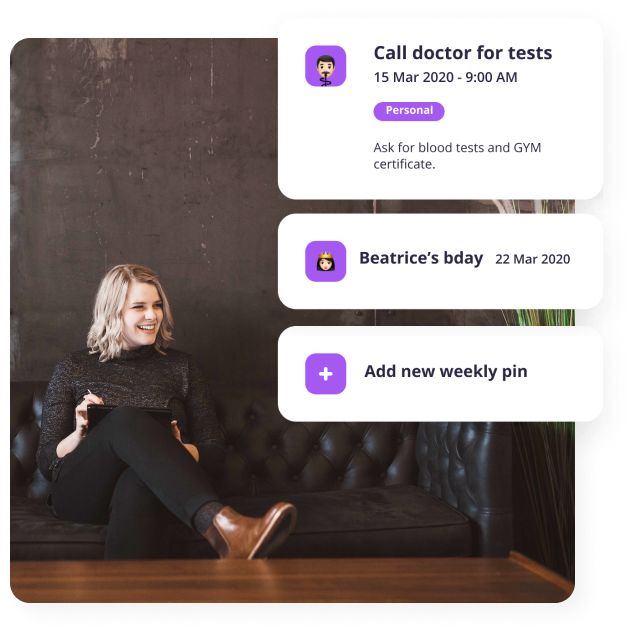 Call doctor for tests
15 Mar 2020 - 9:00 AM
Personal
Ask for blood tests and GYM
certificate.
Beatrice’s bday 22 Mar 2020
Add new weekly pin